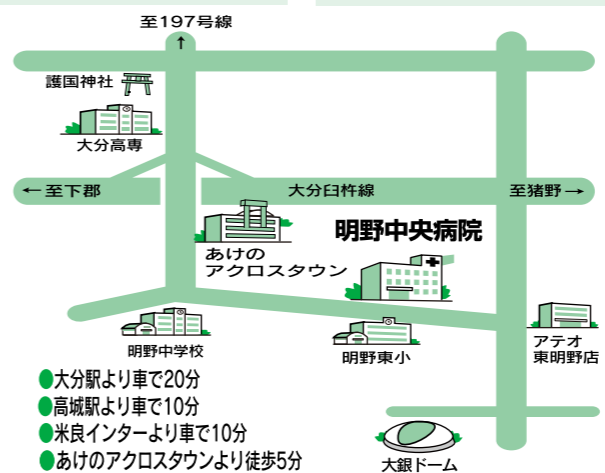 至197号線
↑
護国神社
大分高専
←至下郡
大分臼杵線
至猪野→
明野中央病院
あけの
アクロスタウン
明野中学校
明野東小
アテオ
東明野店
●大分駅より車で20分
●高城駅より車で10分
●米良インターより車で10分
●あけのアクロスタウンより徒歩5分
大銀ドーム